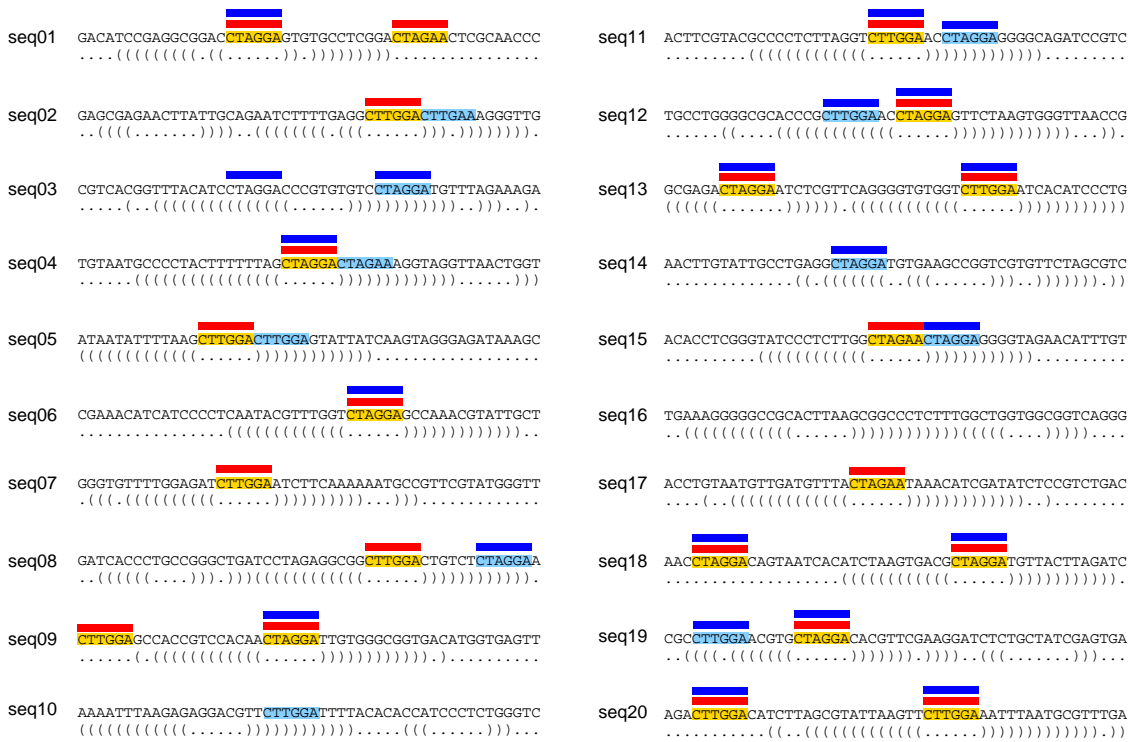 seq01 GACATCCGAGGCGGACCTAGGAGTGTGCCTCGGACTAGAACTCGCAACCC
....(((((((((.((......)))))))))))................
seq02 GAGCGAGAACTTATTGCAGAATCTTTTGAGGCTTGGACTTGAAAGGGTTG
..((((.......))))..(((((((.((((......)))).))))))).
seq03 CGTCACGGTTTACATCCTAGGACCCGTGTGTCCTAGGATGTTTAGAAAGA
.....(..(((((((((((((((.......))))))))))))..)))..).
seq04 TGTAATGCCCCTACTTTTTTAGCTAGGACTAGAAAGGTAGGTTAACTGGT
.........(((((((((((((......))))))))))))).........
seq05 ATAATATTTTAAGCTTGGACTTGGAGTATTATCAAGTAGGGAGATAAAGC
(((((((((((((......)))))))))))))..................
seq06 CGAAACATCATCCCCTCAATACGTTTGGTCTAGGAGCCAAACGTATTGCT
................(((((((((((((......)))))))))))))..
seq07 GGGTGTTTTGGAGATCTTGGAATCTTCAAAAAATGCCGTTCGTATGGGTT
.(((.(((((((((......)))))))))))...)))............
seq08 GATCACCCTGCCGGGCTGATCCTAGAGGCGGCTTGGACTGTCTCTAGGAA
..((((((....))).)))..(((((((((......))))))))))))).
seq09 CTTGGAGCCACCGTCCACAACTAGGATTGTGGGCGGTGACATGGTGAGTT
......(.(((((((((((((......)))))))))))).).........
seq10 AAAATTTAAGAGAGGACGTTCTTGGATTTTACACACCATCCCTCTGGGTC
(((((((((((......))..)))))))))....................
seq11 ACTTCGTACGCCCCTCTTAGGTCTTGGAACCTAGGAGGGGCAGATCCGTC
.........(((((((((((((......)))))))))))))........
seq12 TGCCTGGGGCGCACCCGCTTGGAACCTAGGAGTTCTAAGTGGGTTAACCG
......((....(((((((((((((......)))))))))))))..))..
seq13 GCGAGACTAGGAATCTCGTTCAGGGGTGTGGTCTTGGAATCACATCCCTG
((((((.......)))))).(((((((((((......)))))))))))))
seq14 AACTTGTATTGCCTGAGGCTAGGATGTGAAGCCGGTCGTGTTCTAGCGTC
seq15 ACACCTCGGGTATCCCTCTTGGCTAGAACTAGGAGGGGTAGAACATTTGT
..........((((((((((((......)))))))))))).........
seq16 TGAAAGGGGGCCGCACTTAAGCGGCCCTCTTTGGCTGGTGGCGGTCAGGG
..(((((((((((......)))))))))))(((((....)))))....
seq17 ACCTGTAATGTTGATGTTTACTAGAATAAACATCGATATCTCCGTCTGAC
....(..((((((((((((......))))))))))))..)..........
seq18 AACCTAGGACAGTAATCACATCTAAGTGACGCTAGGATGTTACTTAGATC
...................((((((((((((......)))))))))))).
seq19 CGCCTTGGAACGTGCTAGGACACGTTCGAAGGATCTCTGCTATCGAGTGA
..((((.(((((((......))))))).))))..(((.......)))...
seq20 AGACTTGGACATCTTAGCGTATTAAGTTCTTGGAAATTTAATGCGTTTGA